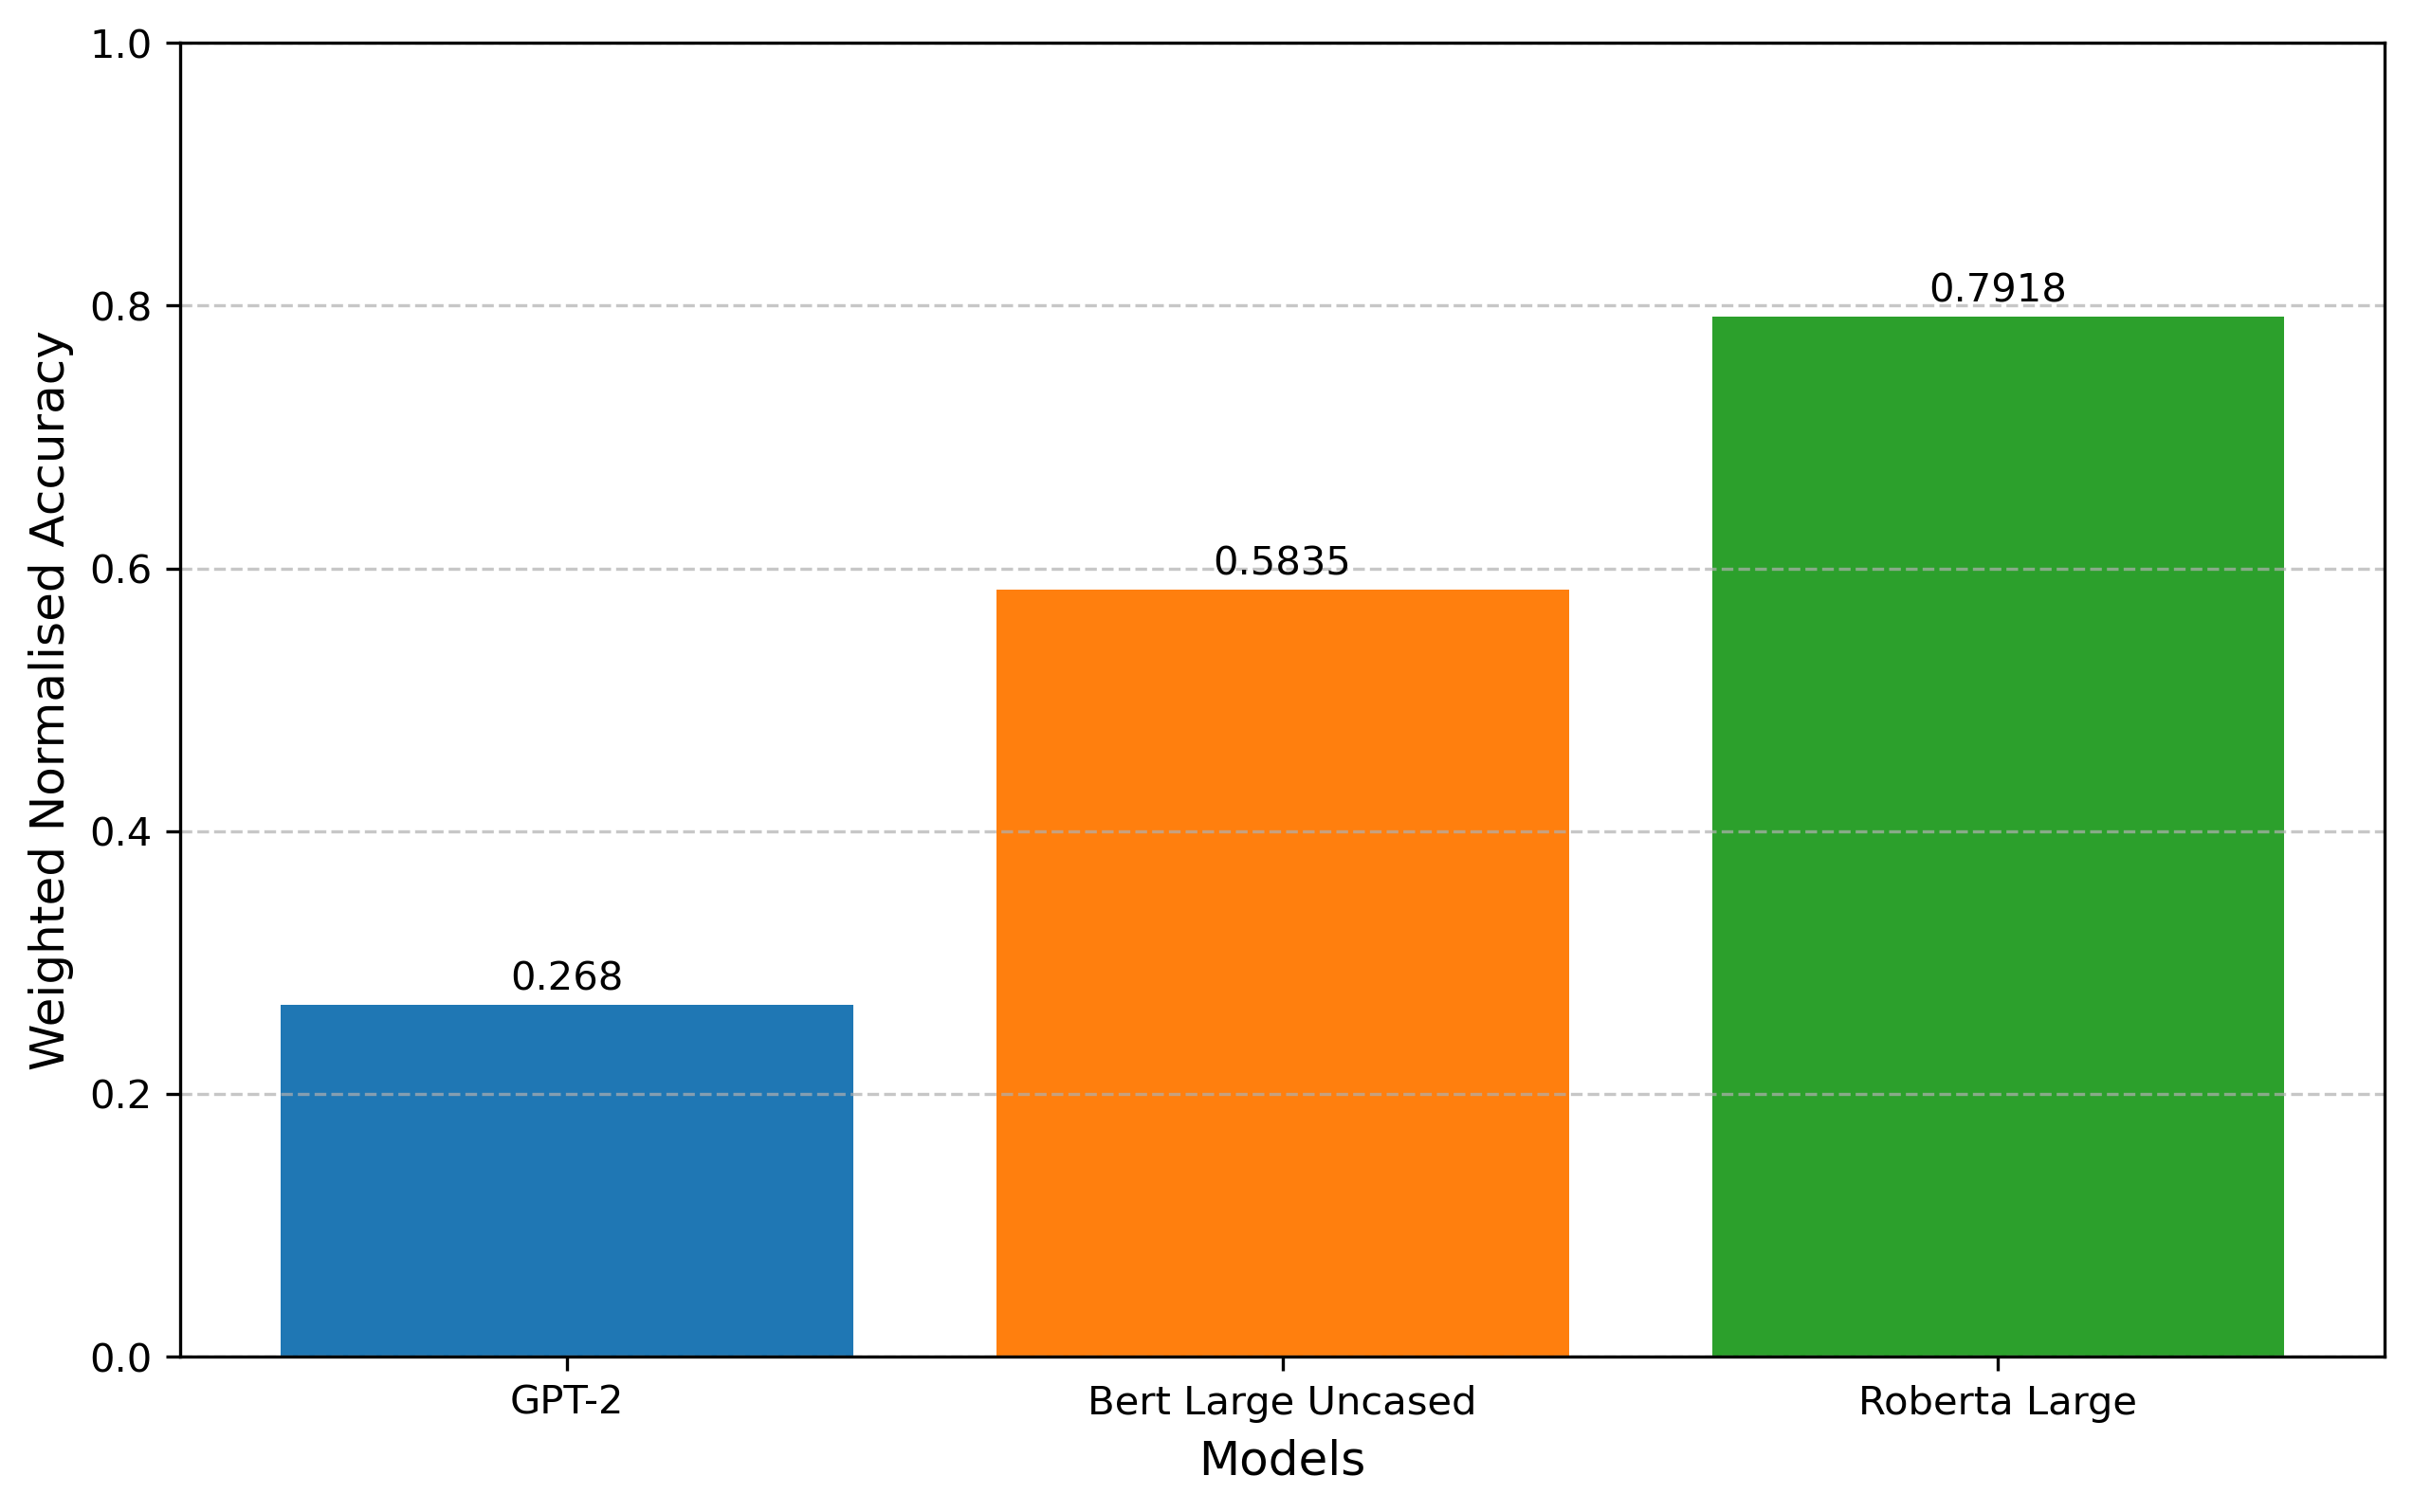 Weighted Normalised Accuracy
1.0
0.8
0.6
0.4
0.2
0.0
0.268
0.5835
0.7918
GPT-2
Bert Large Uncased
Roberta Large
Models